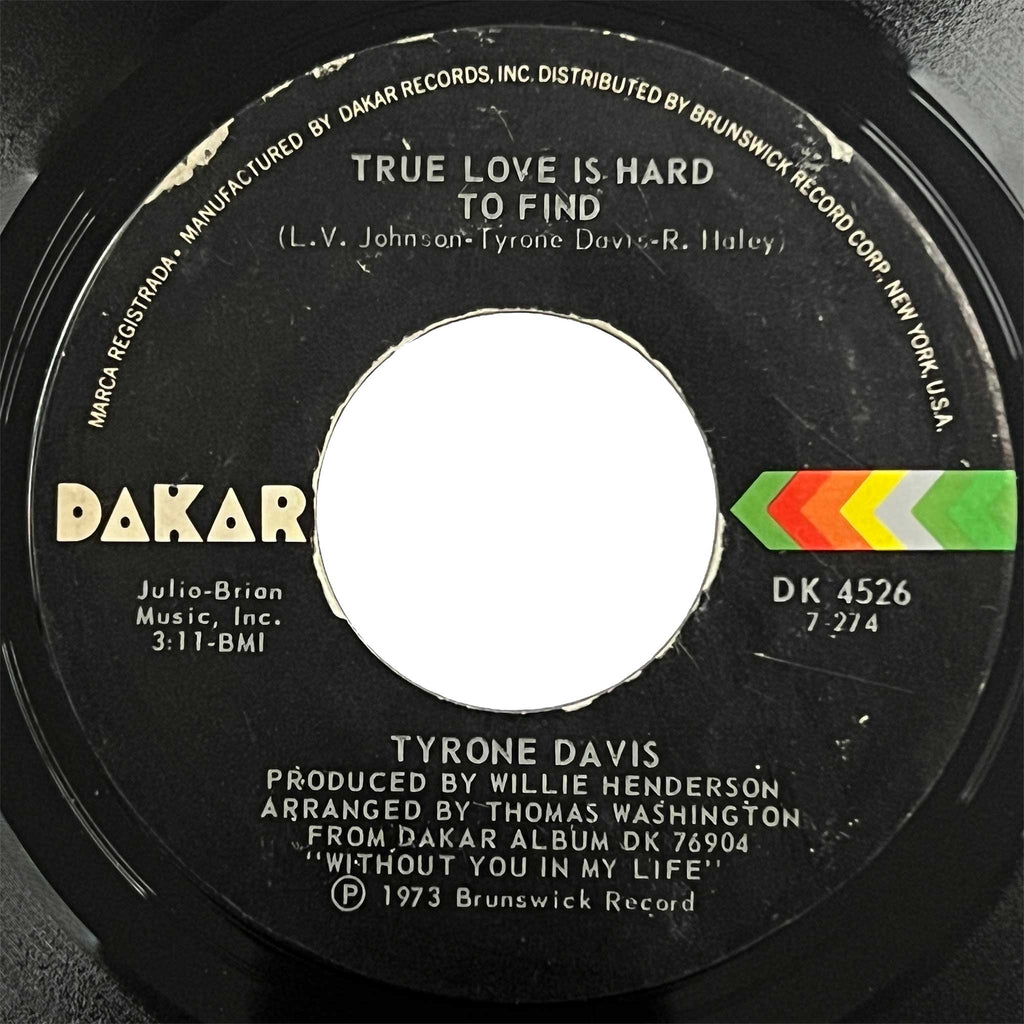 MARCA REGISTRADA • MANUFACTURED BY DAKAR RECORDS, INC. DISTRIBUTED BY BRUNSWICK RECORD CORP., NEW YORK, U.S.A.
TRUE LOVE IS HARD
TO FIND
(L.V. Johnson-Tyrone Davis-R. Haley)
DAKAR
Julio-Brian
Music, Inc.
3:11-BMI
DK 4526
7-274
TYRONE DAVIS
PRODUCED BY WILLIE HENDERSON
ARRANGED BY THOMAS WASHINGTON
FROM DAKAR ALBUM DK 76904
"WITHOUT YOU IN MY LIFE"
Ⓟ 1973 Brunswick Record